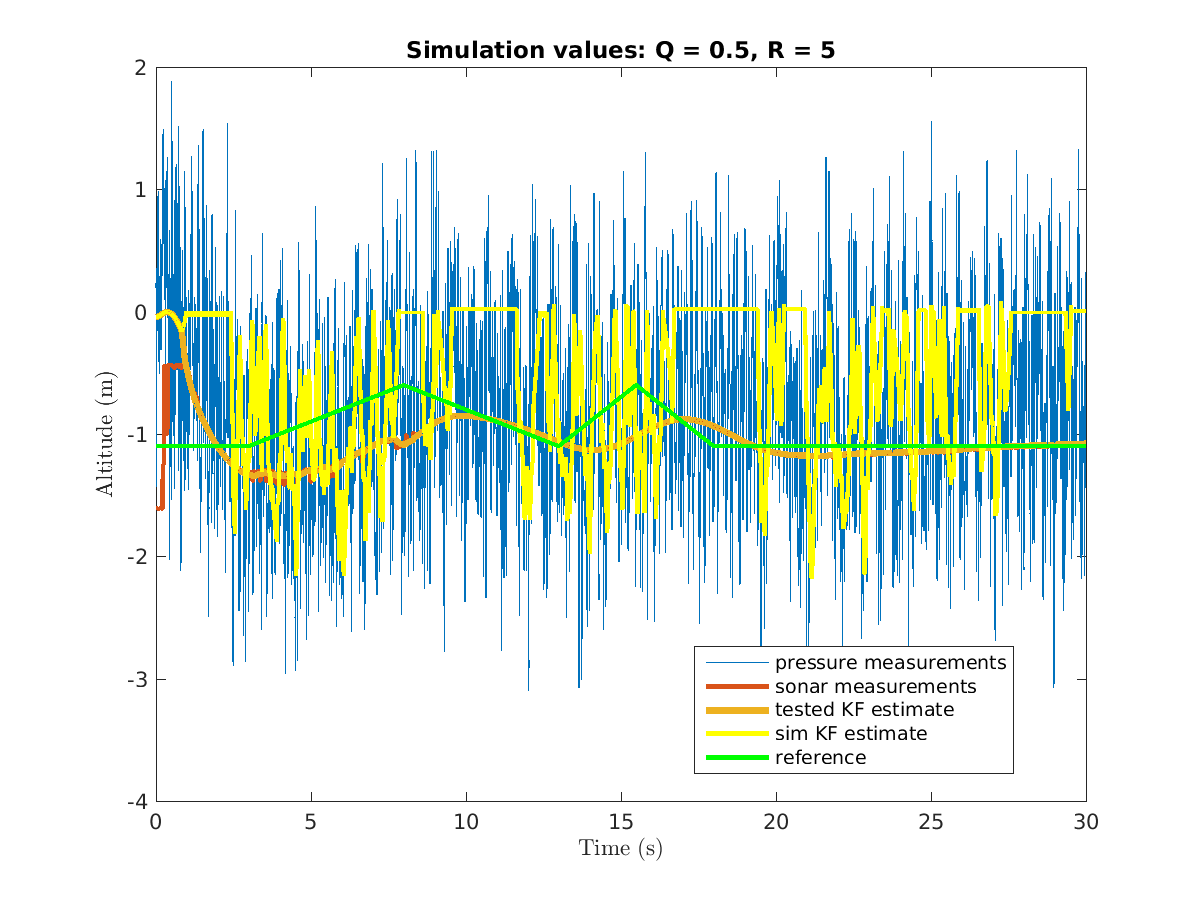 Simulation values: Q = 0.5, R = 5
2
1
0
-1
-2
-3
-4
Altitude (m)
0
5
10
15
20
25
30
Time (s)
pressure measurements
sonar measurements
tested KF estimate
sim KF estimate
reference